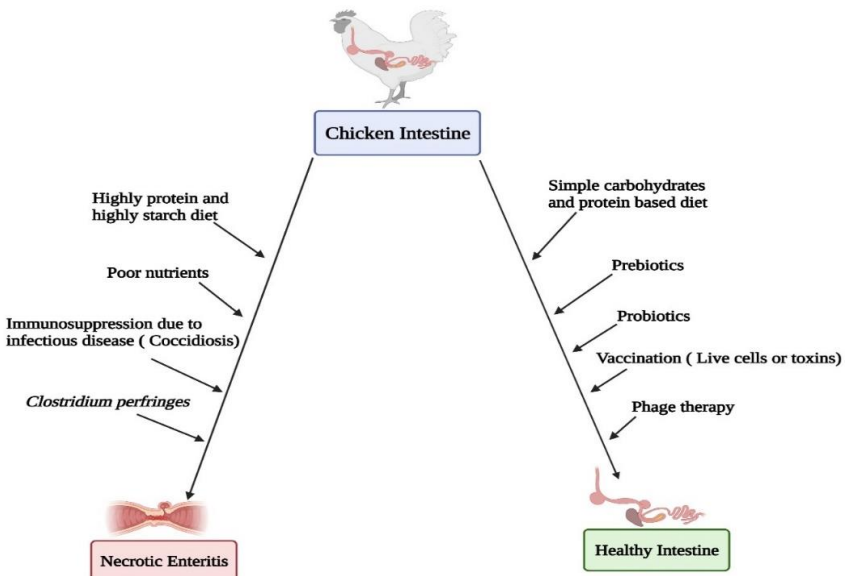 Chicken Intestine
Highly protein and
highly starch diet
Poor nutrients
Immunosuppression due to
infectious disease ( Coccidiosis)
Clostridium perfringes
Necrotic Enteritis
Simple carbohydrates
and protein based diet
Prebiotics
Probiotics
Vaccination ( Live cells or toxins)
Phage therapy
Healthy Intestine